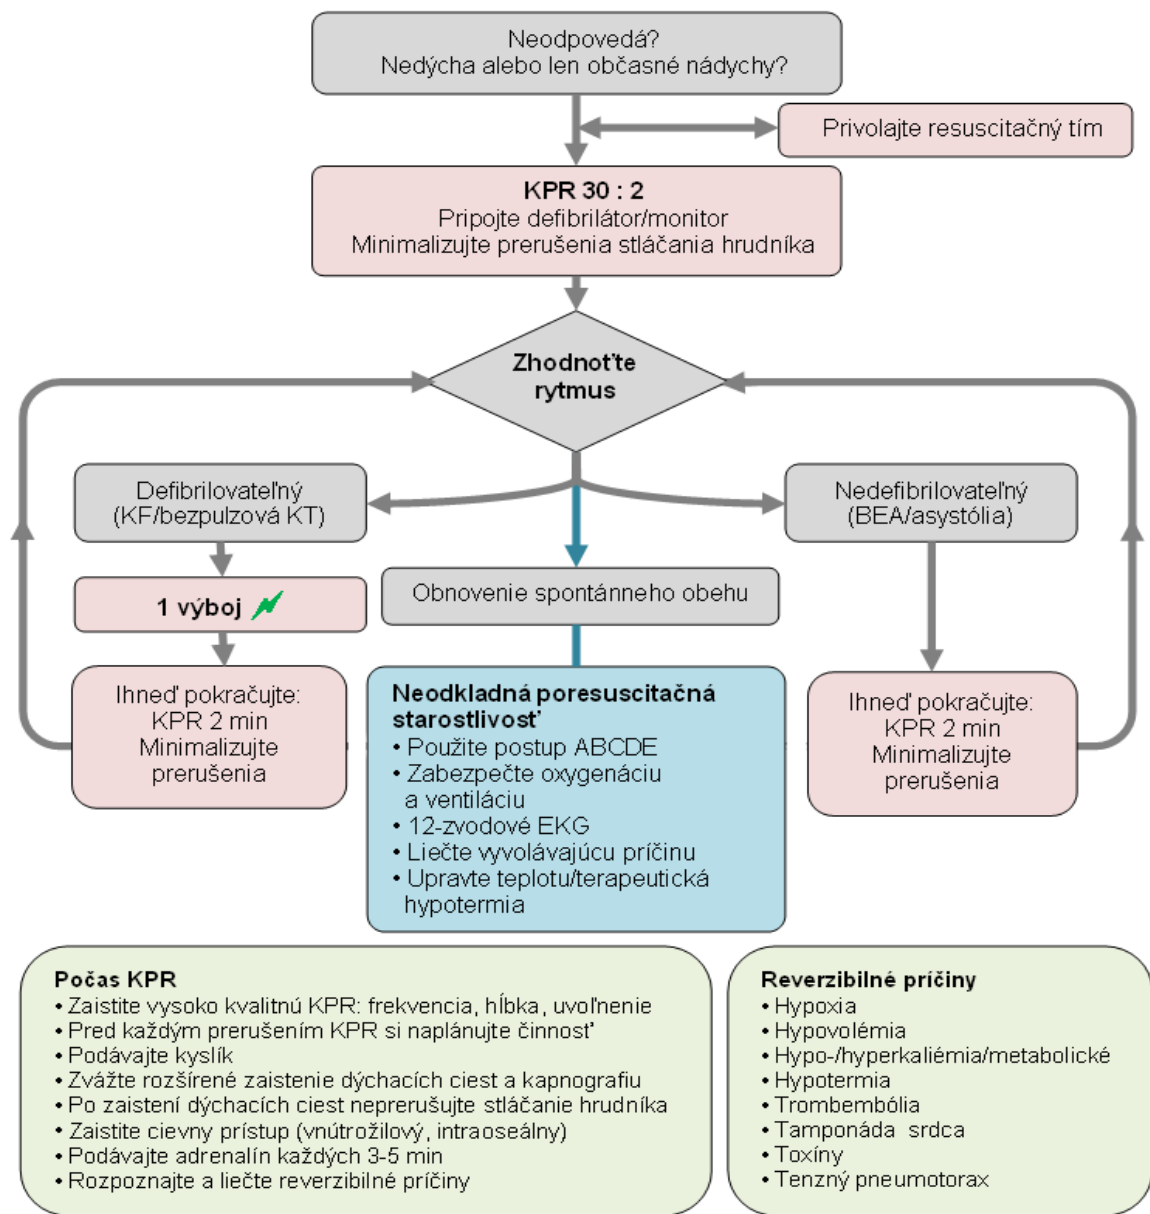 Neodpovedá?
Nedýcha alebo len občasné nádychy?
Privolajte resuscitačný tím
KPR 30 : 2
Pripojte defibrilátor/monitor
Minimalizujte prerušenia stláčania hrudníka
Zhodnoťte
rytmus
Defibrilovateľný
(KF/bezpulzová KT)
Nedefibrilovateľný
(BEA/asystólia)
1 výboj
Obnovenie spontánneho obehu
Ihneď pokračujte:
KPR 2 min
Minimalizujte
prerušenia
Neodkladná poresuscitačná
starostlivosť
• Použite postup ABCDE
• Zabezpečte oxygenáciu
a ventiláciu
• 12-zvodové EKG
• Liečte vyvolávajúcu príčinu
• Upravte teplotu/terapeutická
hypotermia
Ihneď pokračujte:
KPR 2 min
Minimalizujte
prerušenia
Počas KPR
• Zaistite vysoko kvalitnú KPR: frekvencia, hĺbka, uvoľnenie
• Pred každým prerušením KPR si naplánujte činnosť
• Podávajte kyslík
• Zvážte rozšírené zaistenie dýchacích ciest a kapnografiu
• Po zaistení dýchacích ciest neprerušujte stláčanie hrudníka
• Zaistite cievny prístup (vnútrožilový, intraoseálny)
• Podávajte adrenalín každých 3-5 min
• Rozpoznajte a liečte reverzibilné príčiny
Reverzibilné príčiny
• Hypoxia
• Hypovolémia
• Hypo-/hyperkaliémia/metabolické
• Hypotermia
• Trombembólia
• Tamponáda srdca
• Toxíny
• Tenzný pneumotorax